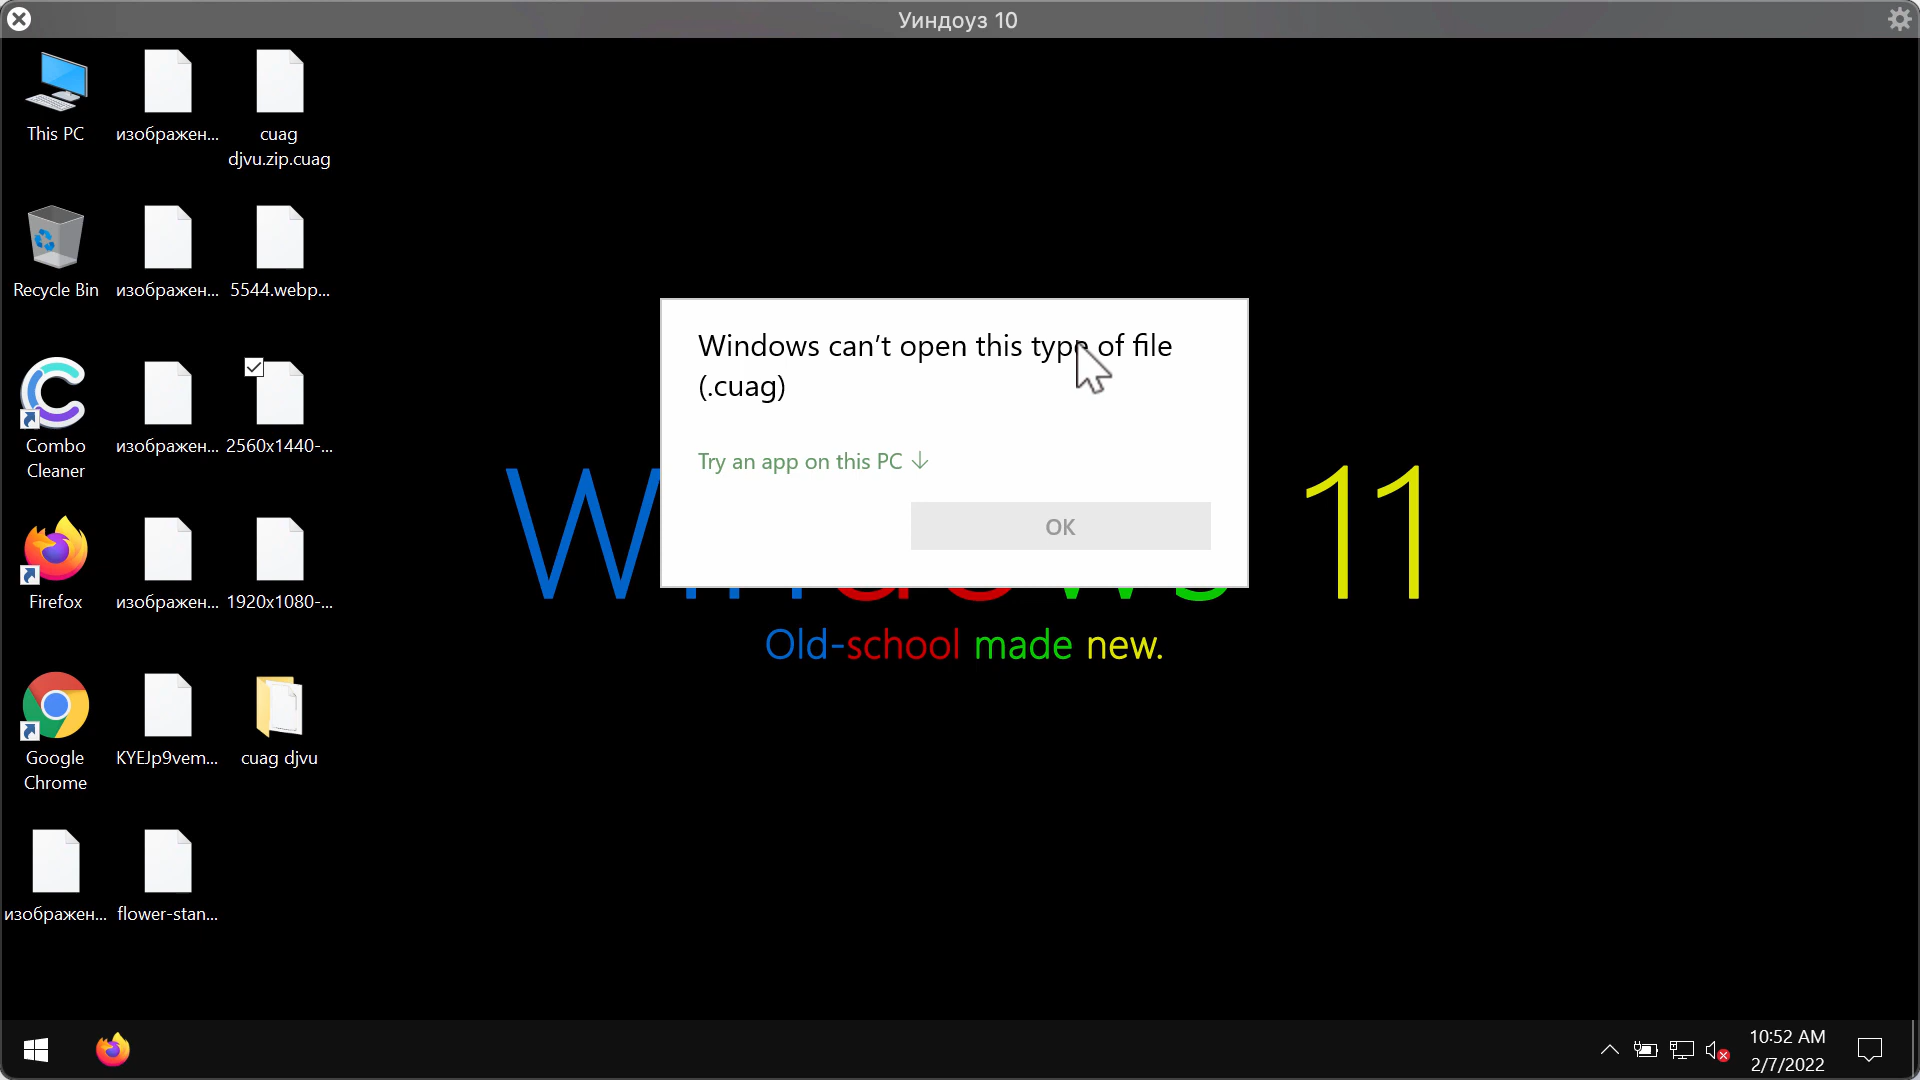 Уиндоуз 10
This PC
изображен...
cuag
djvu.zip.cuag
Recycle Bin
изображен...
5544.webp...
Combo
Cleaner
изображен...
2560x1440-...
Firefox
изображен...
1920x1080-...
Google
Chrome
KYEJp9vem...
cuag djvu
изображен...
flower-stan...
Windows can't open this type of file
(.cuag)
Try an app on this PC
OK
11
Old-school made new.
10:52 AM
2/7/2022